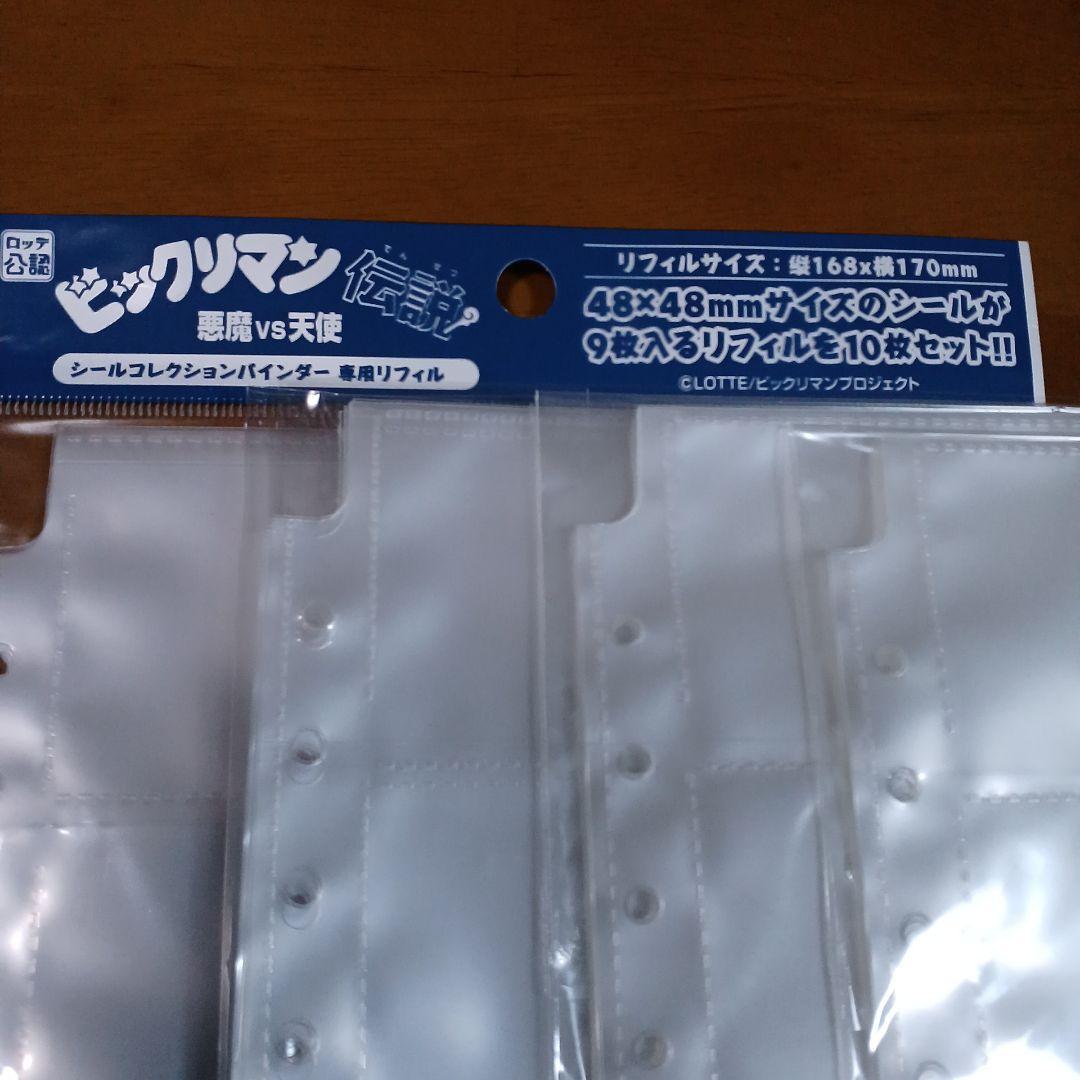 ロッテ
公認
ビックリマン
でんせつ
伝説
悪魔VS天使
シールコレクションバインダー 専用リフィル
リフィルサイズ：縦168x横170mm
48×48mmサイズのシールが
9枚入るリフィルを10枚セット!!
©LOTTE/ビックリマンプロジェクト